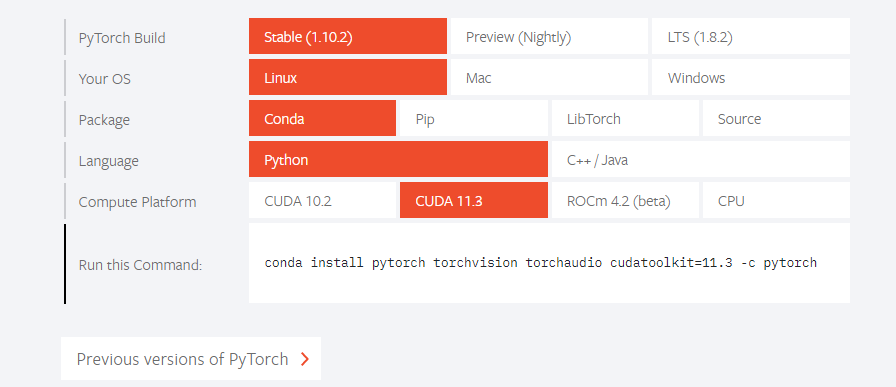 PyTorch Build Stable (1.10.2) Preview (Nightly) LTS (1.8.2)
Your OS Linux Mac Windows
Package Conda Pip LibTorch Source
Language Python C++ / Java
Compute Platform CUDA 10.2 CUDA 11.3 ROCm 4.2 (beta) CPU
Run this Command: conda install pytorch torchvision torchaudio cudatoolkit=11.3 -c pytorch
Previous versions of PyTorch